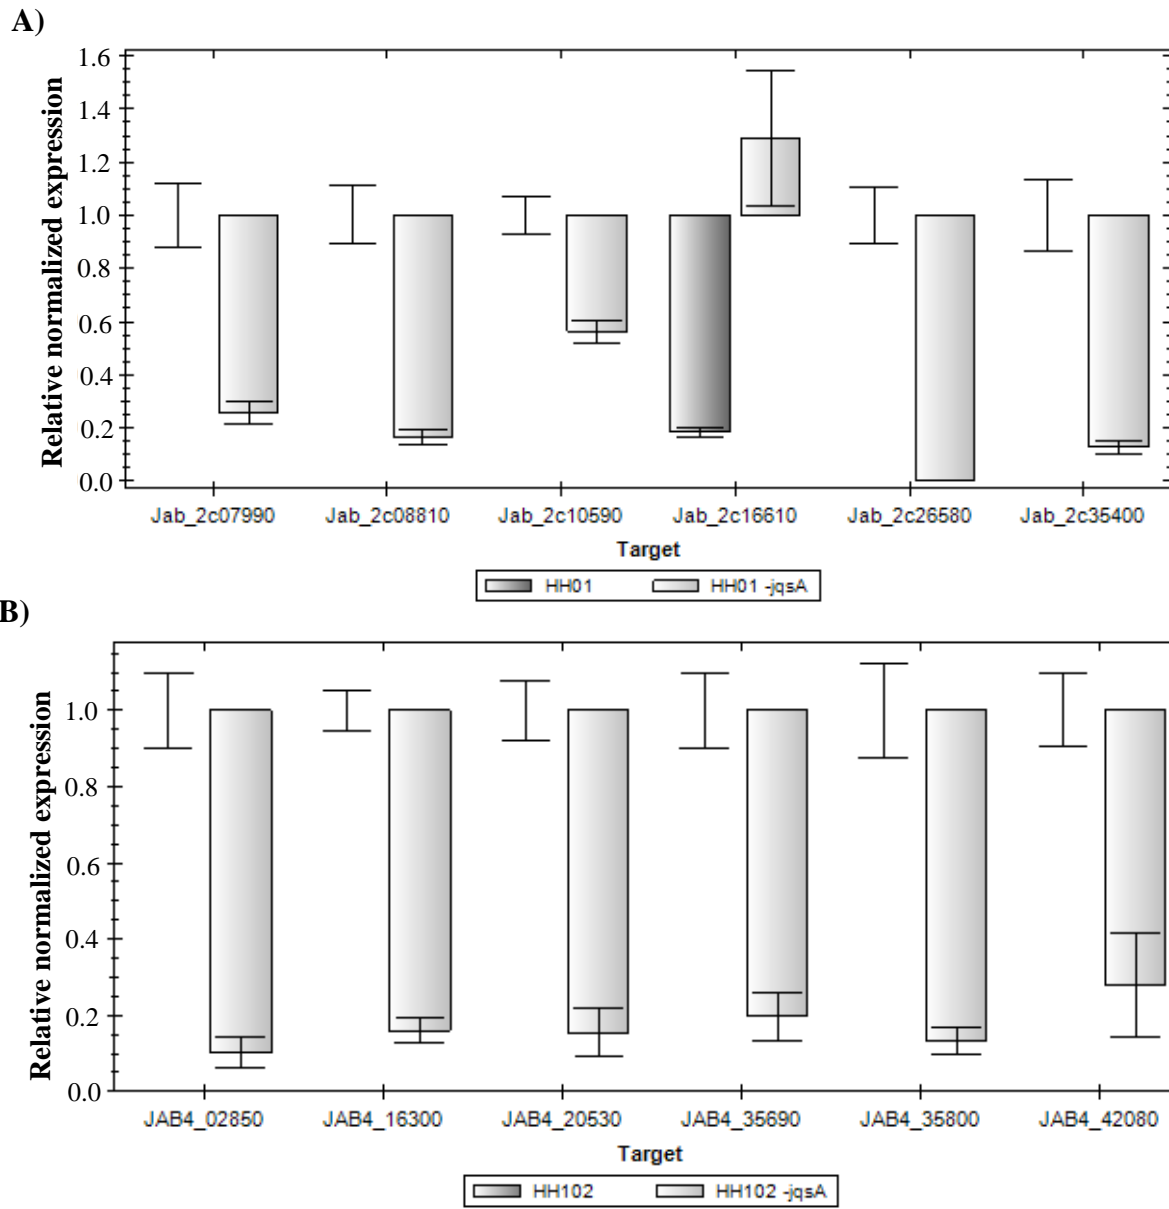 A)
Relative normalized expression
1.6
1.4
1.2
1.0
0.8
0.6
0.4
0.2
0.0
Jab_2c07990 Jab_2c08810 Jab_2c10590 Jab_2c16610 Jab_2c26580 Jab_2c35400
Target
HH01 HH01 -jqsA
B)
Relative normalized expression
1.0
0.8
0.6
0.4
0.2
0.0
JAB4_02850 JAB4_16300 JAB4_20530 JAB4_35690 JAB4_35800 JAB4_42080
Target
HH102 HH102 -jqsA